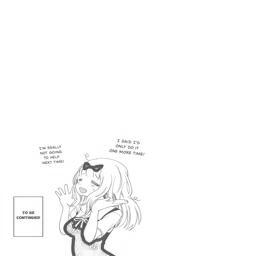 I SAID I'D
ONLY DO IT
ONE MORE TIME!
I'M REALLY
NOT GOING
TO HELP
NEXT TIME!
TO BE
CONTINUED